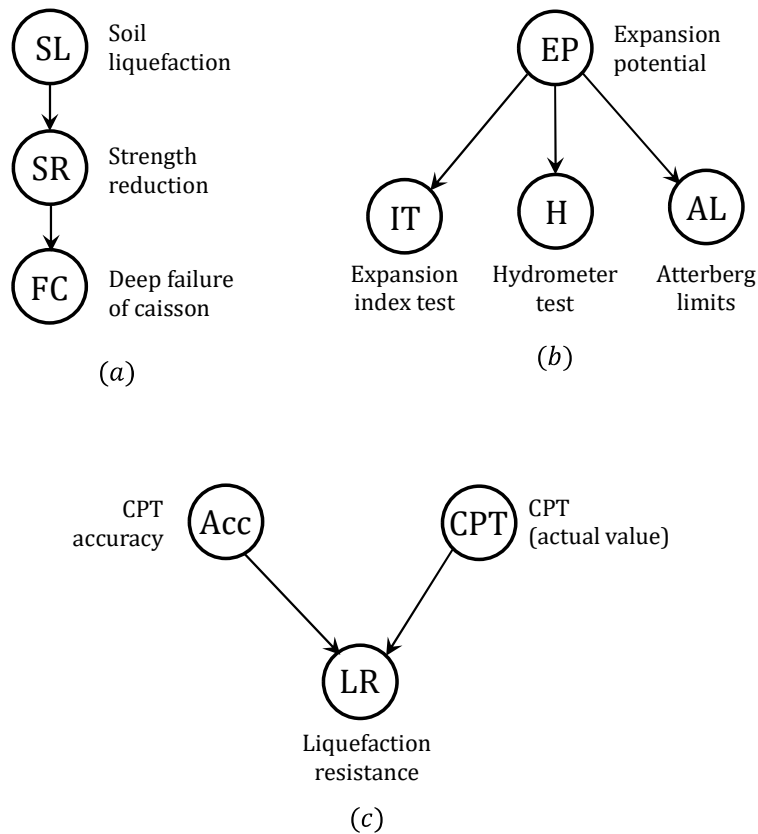 SL
Soil
liquefaction
SR
Strength
reduction
FC
Deep failure
of caisson
(a)
EP
Expansion
potential
IT
H
AL
Expansion
index test
Hydrometer
test
Atterberg
limits
(b)
CPT
accuracy
Acc
CPT
CPT
(actual value)
LR
Liquefaction
resistance
(c)